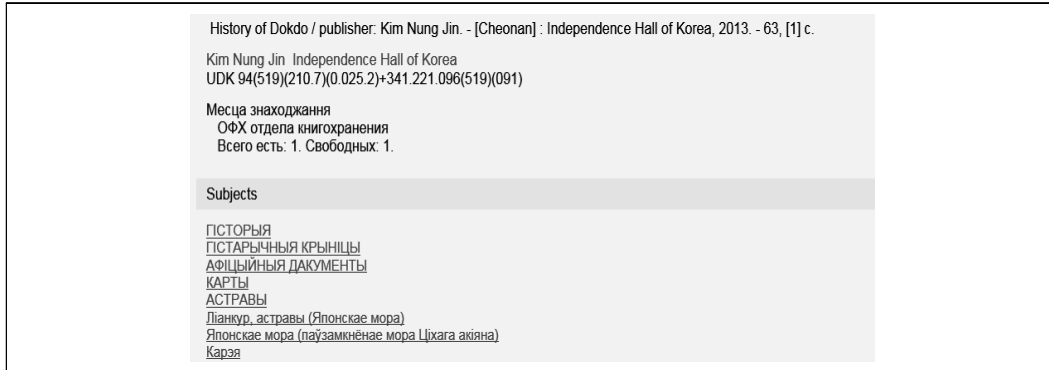 History of Dokdo / publisher: Kim Nung Jin. - [Cheonan] : Independence Hall of Korea, 2013. - 63, [1] с.
Kim Nung Jin Independence Hall of Korea
UDK 94(519)(210.7)(0.025.2)+341.221.096(519)(091)
Месца знаходжання
ОФХ отдела книгохранения
Всего есть: 1. Свободных: 1.
Subjects
ГІСТОРЫЯ
ГІСТАРЫЧНЫЯ КРЫНІЦЫ
АФІЦЫЙНЫЯ ДАКУМЕНТЫ
КАРТЫ
АСТРАВЫ
Ліанкур, астравы (Японскае мора)
Японскае мора (паўзамкнёнае мора Ціхага акіяна)
Карэя